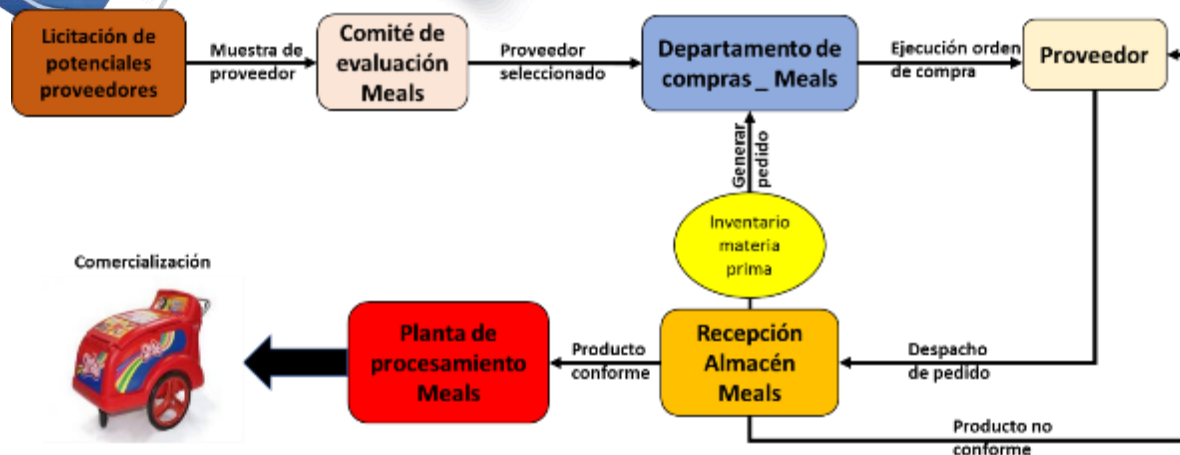 Licitación de
potenciales
proveedores
Muestra de
proveedor
Comité de
evaluación
Meals
Proveedor
seleccionado
Departamento de
compras _ Meals
Ejecución orden
de compra
Proveedor
Generar
pedido
Inventario
materia
prima
Comercialización
Planta de
procesamiento
Meals
Producto
conforme
Recepción
Almacén
Meals
Despacho
de pedido
Producto no
conforme